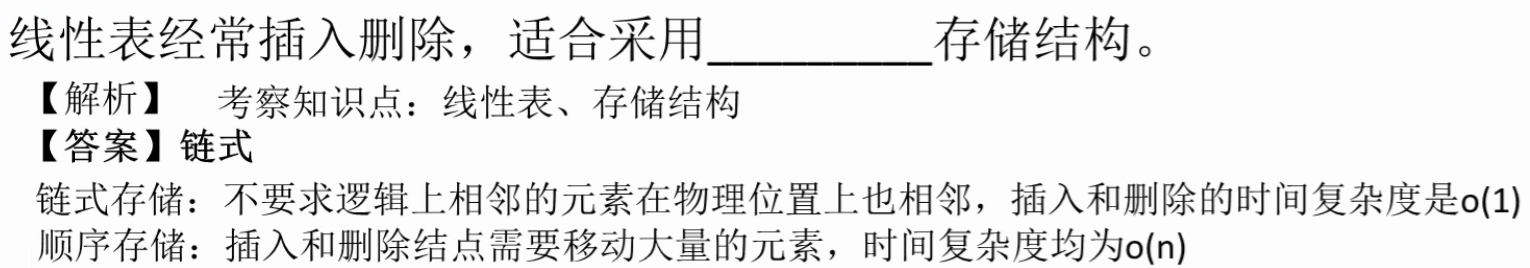 线性表经常插入删除，适合采用_________存储结构。
【解析】 考察知识点：线性表、存储结构
【答案】链式
链式存储：不要求逻辑上相邻的元素在物理位置上也相邻，插入和删除的时间复杂度是o(1)
顺序存储：插入和删除结点需要移动大量的元素，时间复杂度均为o(n)